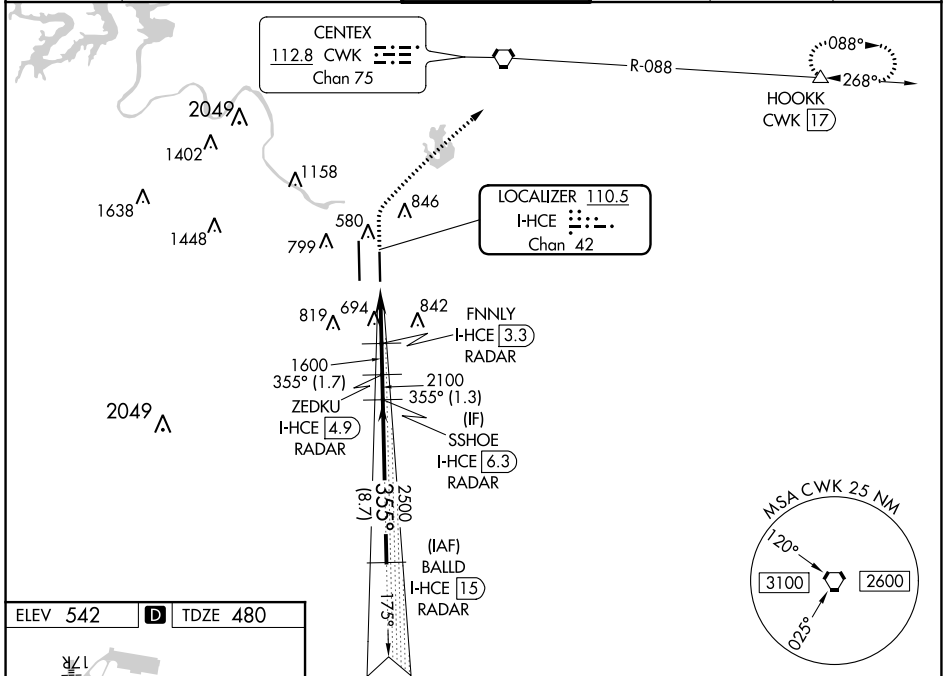 CENTEX
112.8 CWK
Chan 75
R-088
088°
268°
HOOKK
CWK 17
2049
1402
1158
1638
1448
846
580
799
LOCALIZER 110.5
I-HCE
Chan 42
819
694
842
FNNLY
I-HCE 3.3
RADAR
1600
355° (1.7)
2100
355° (1.3)
ZEDKU
I-HCE 4.9
RADAR
(IF)
SSHOE
I-HCE 6.3
RADAR
2049
2500
355°
(8.7)
(IAF)
BALLD
I-HCE 15
RADAR
175°
MSA CWK 25 NM
120°
3100
2600
025°
ELEV 542 D TDZE 480
17R